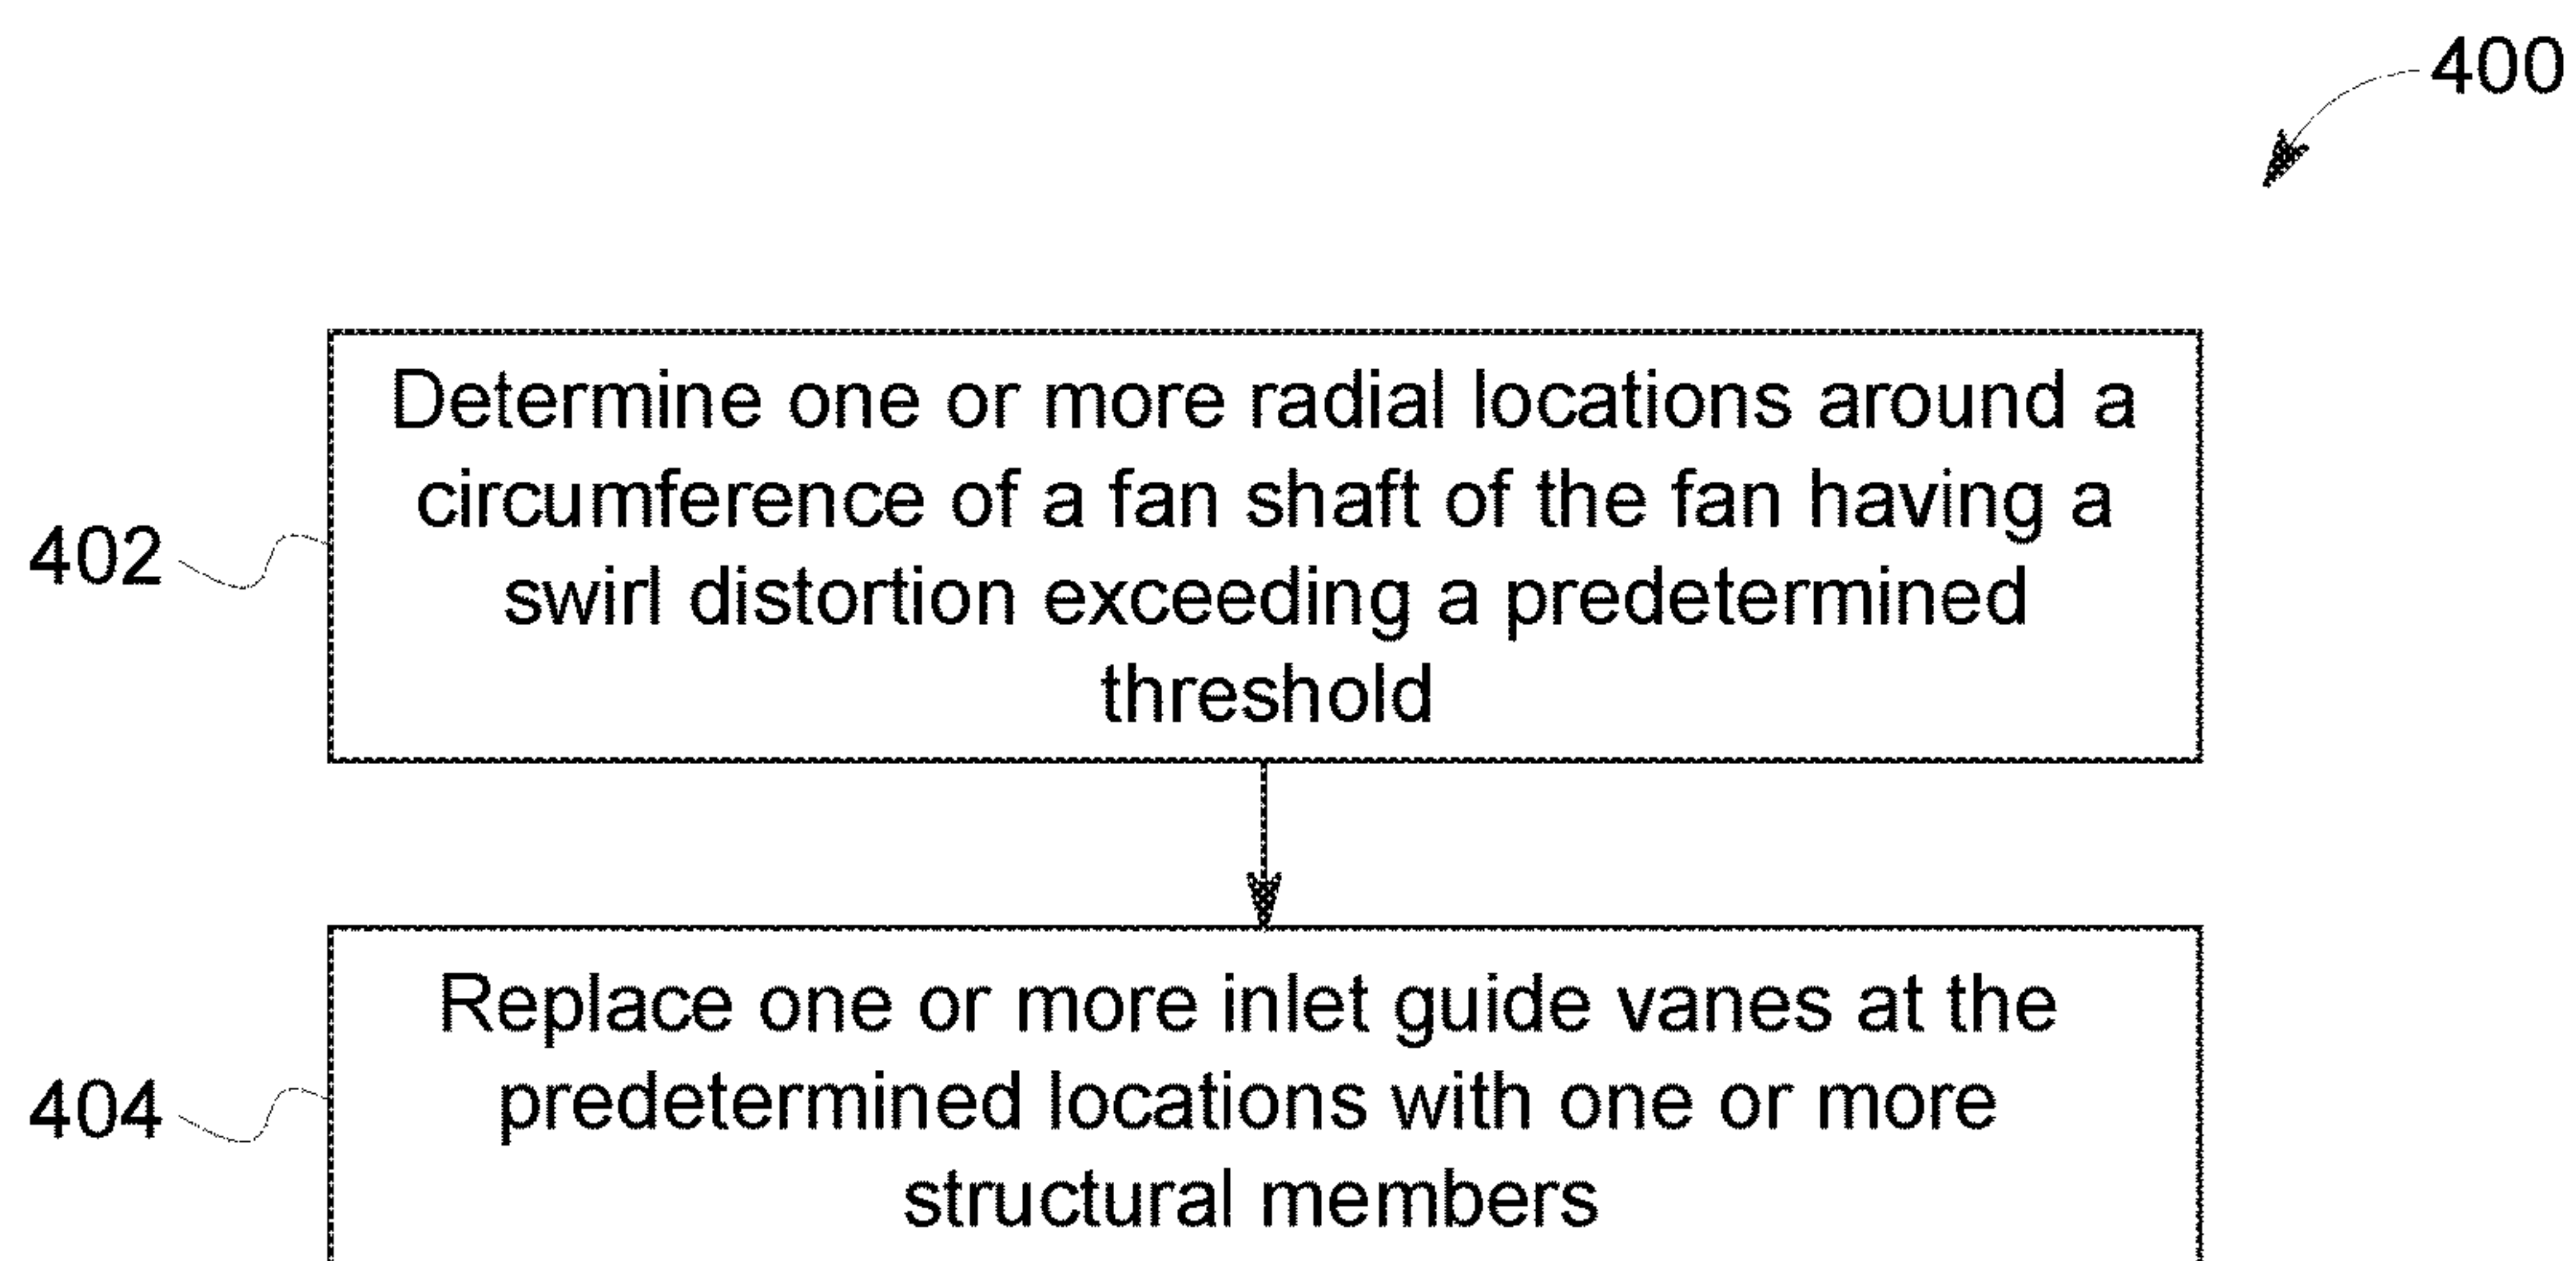 400
Determine one or more radial locations around a
circumference of a fan shaft of the fan having a
swirl distortion exceeding a predetermined
threshold
402
Replace one or more inlet guide vanes at the
predetermined locations with one or more
structural members
404